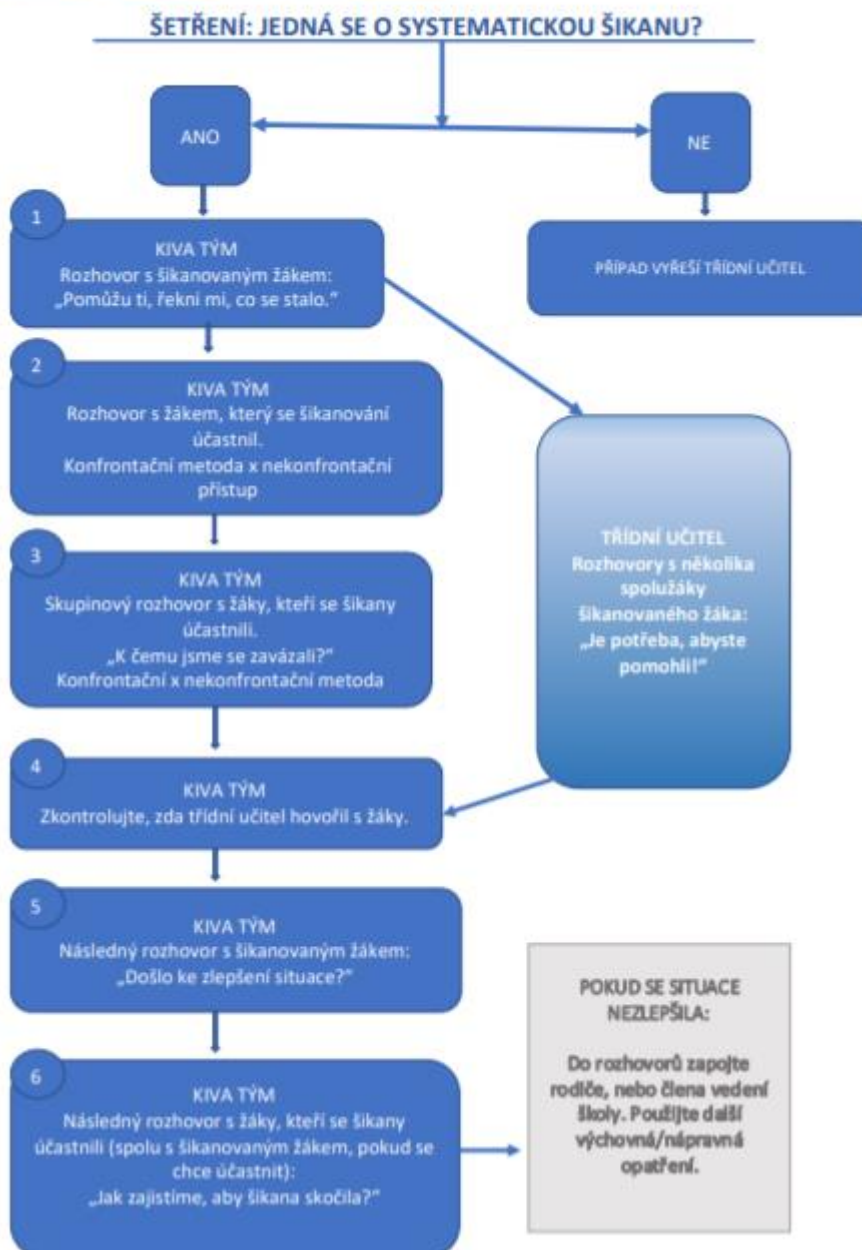 ŠETŘENÍ: JEDNÁ SE O SYSTEMATICKOU ŠIKANU?
ANO
NE
1
KIVA TÝM
Rozhovor s šikanovaným žákem:
„Pomůžu ti, řekni mi, co se stalo.“
PŘÍPAD VYŘEŠÍ TŘÍDNÍ UČITEL
2
KIVA TÝM
Rozhovor s žákem, který se šikanování
účastnil.
Konfrontační metoda x nekonfrontační
přístup
TŘÍDNÍ UČITEL
Rozhovory s několika
spolužáky
šikanovaného žáka:
„Je potřeba, abyste
pomohli!“
3
KIVA TÝM
Skupinový rozhovor s žáky, kteří se šikany
účastnili.
„K čemu jsme se zavázali?“
Konfrontační x nekonfrontační metoda
4
KIVA TÝM
Zkontrolujte, zda třídní učitel hovořil s žáky.
5
KIVA TÝM
Následný rozhovor s šikanovaným žákem:
„Došlo ke zlepšení situace?“
6
KIVA TÝM
Následný rozhovor s žáky, kteří se šikany
účastnili (spolu s šikanovaným žákem, pokud se
chce účastnit):
„Jak zajistíme, aby šikana skočila?“
POKUD SE SITUACE
NEZLEPŠILA:
Do rozhovorů zapojte
rodiče, nebo člena vedení
školy. Použijte další
výchovná/nápravná
opatření.